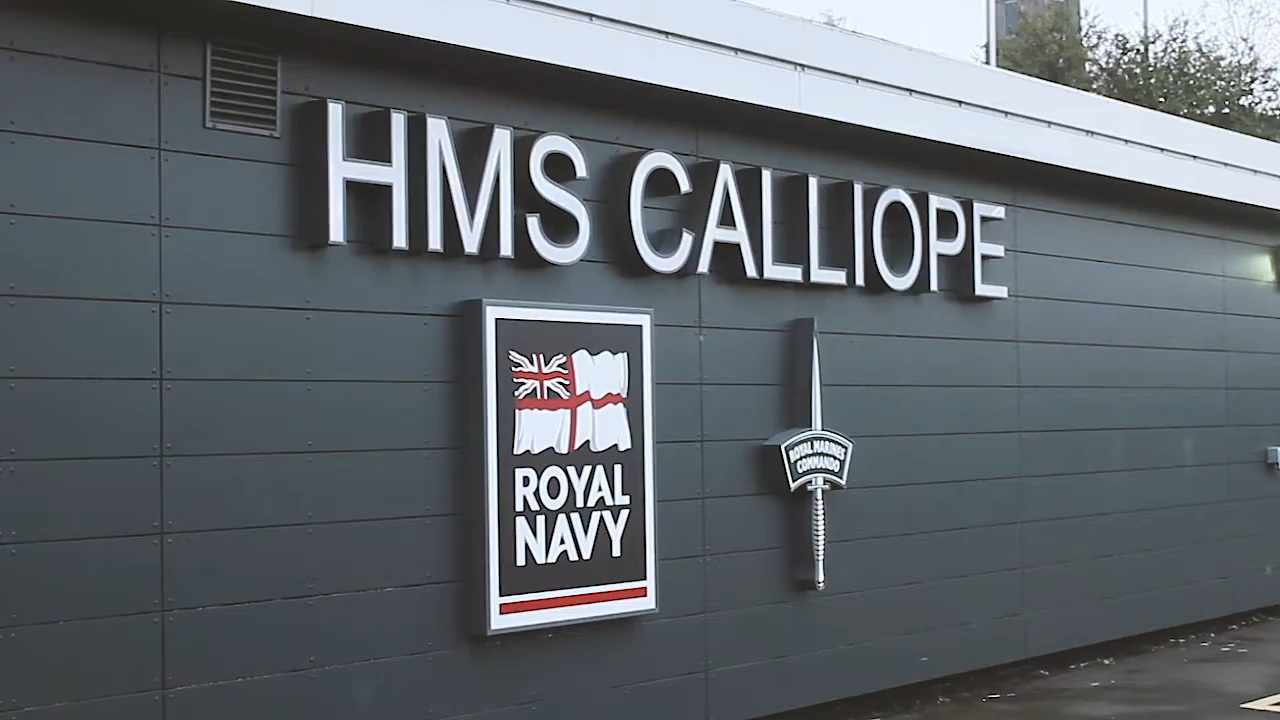 HMS CALLIOPE
ROYAL
NAVY
ROYAL MARINES
COMMANDO